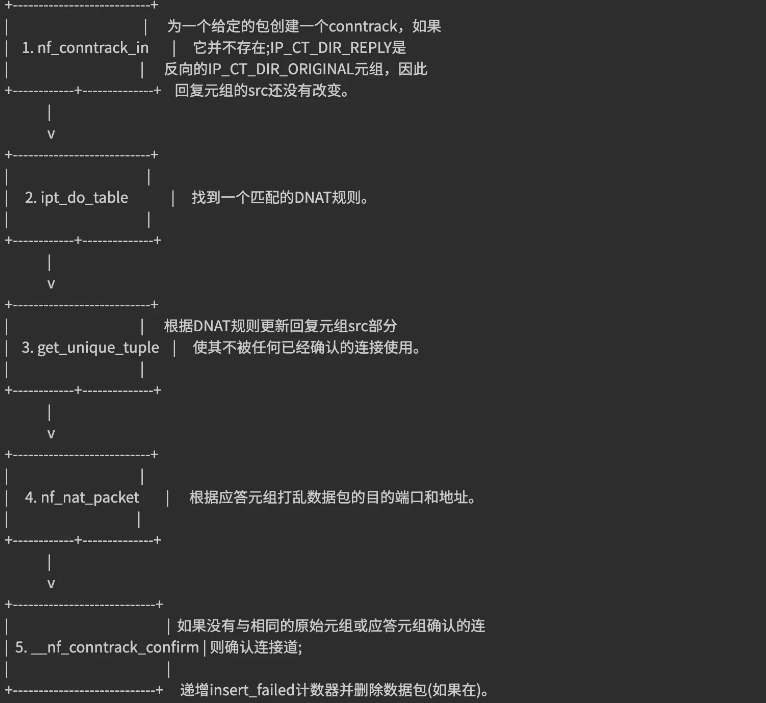 +---------------------------+
|                           |    为一个给定的包创建一个conntrack，如果
|   1. nf_conntrack_in    |    它并不存在;IP_CT_DIR_REPLY是
|                           |    反向的IP_CT_DIR_ORIGINAL元组，因此
+------------+--------------+   回复元组的src还没有改变。
|
v
+---------------------------+
|                            |
|    2. ipt_do_table         |    找到一个匹配的DNAT规则。
|                            |
+------------+--------------+
|
v
+---------------------------+
|                           |    根据DNAT规则更新回复元组src部分
|   3. get_unique_tuple   |    使其不被任何已经确认的连接使用。
|                           |
+------------+--------------+
|
v
+---------------------------+
|                           |
|    4. nf_nat_packet      |    根据应答元组打乱数据包的目的端口和地址。
|                          |
+------------+--------------+
|
v
+----------------------------+
|                                | 如果没有与相同的原始元组或应答元组确认的连
|  5. __nf_conntrack_confirm | 则确认连接道;
|                                |
+----------------------------+    递增insert_failed计数器并删除数据包(如果在)。